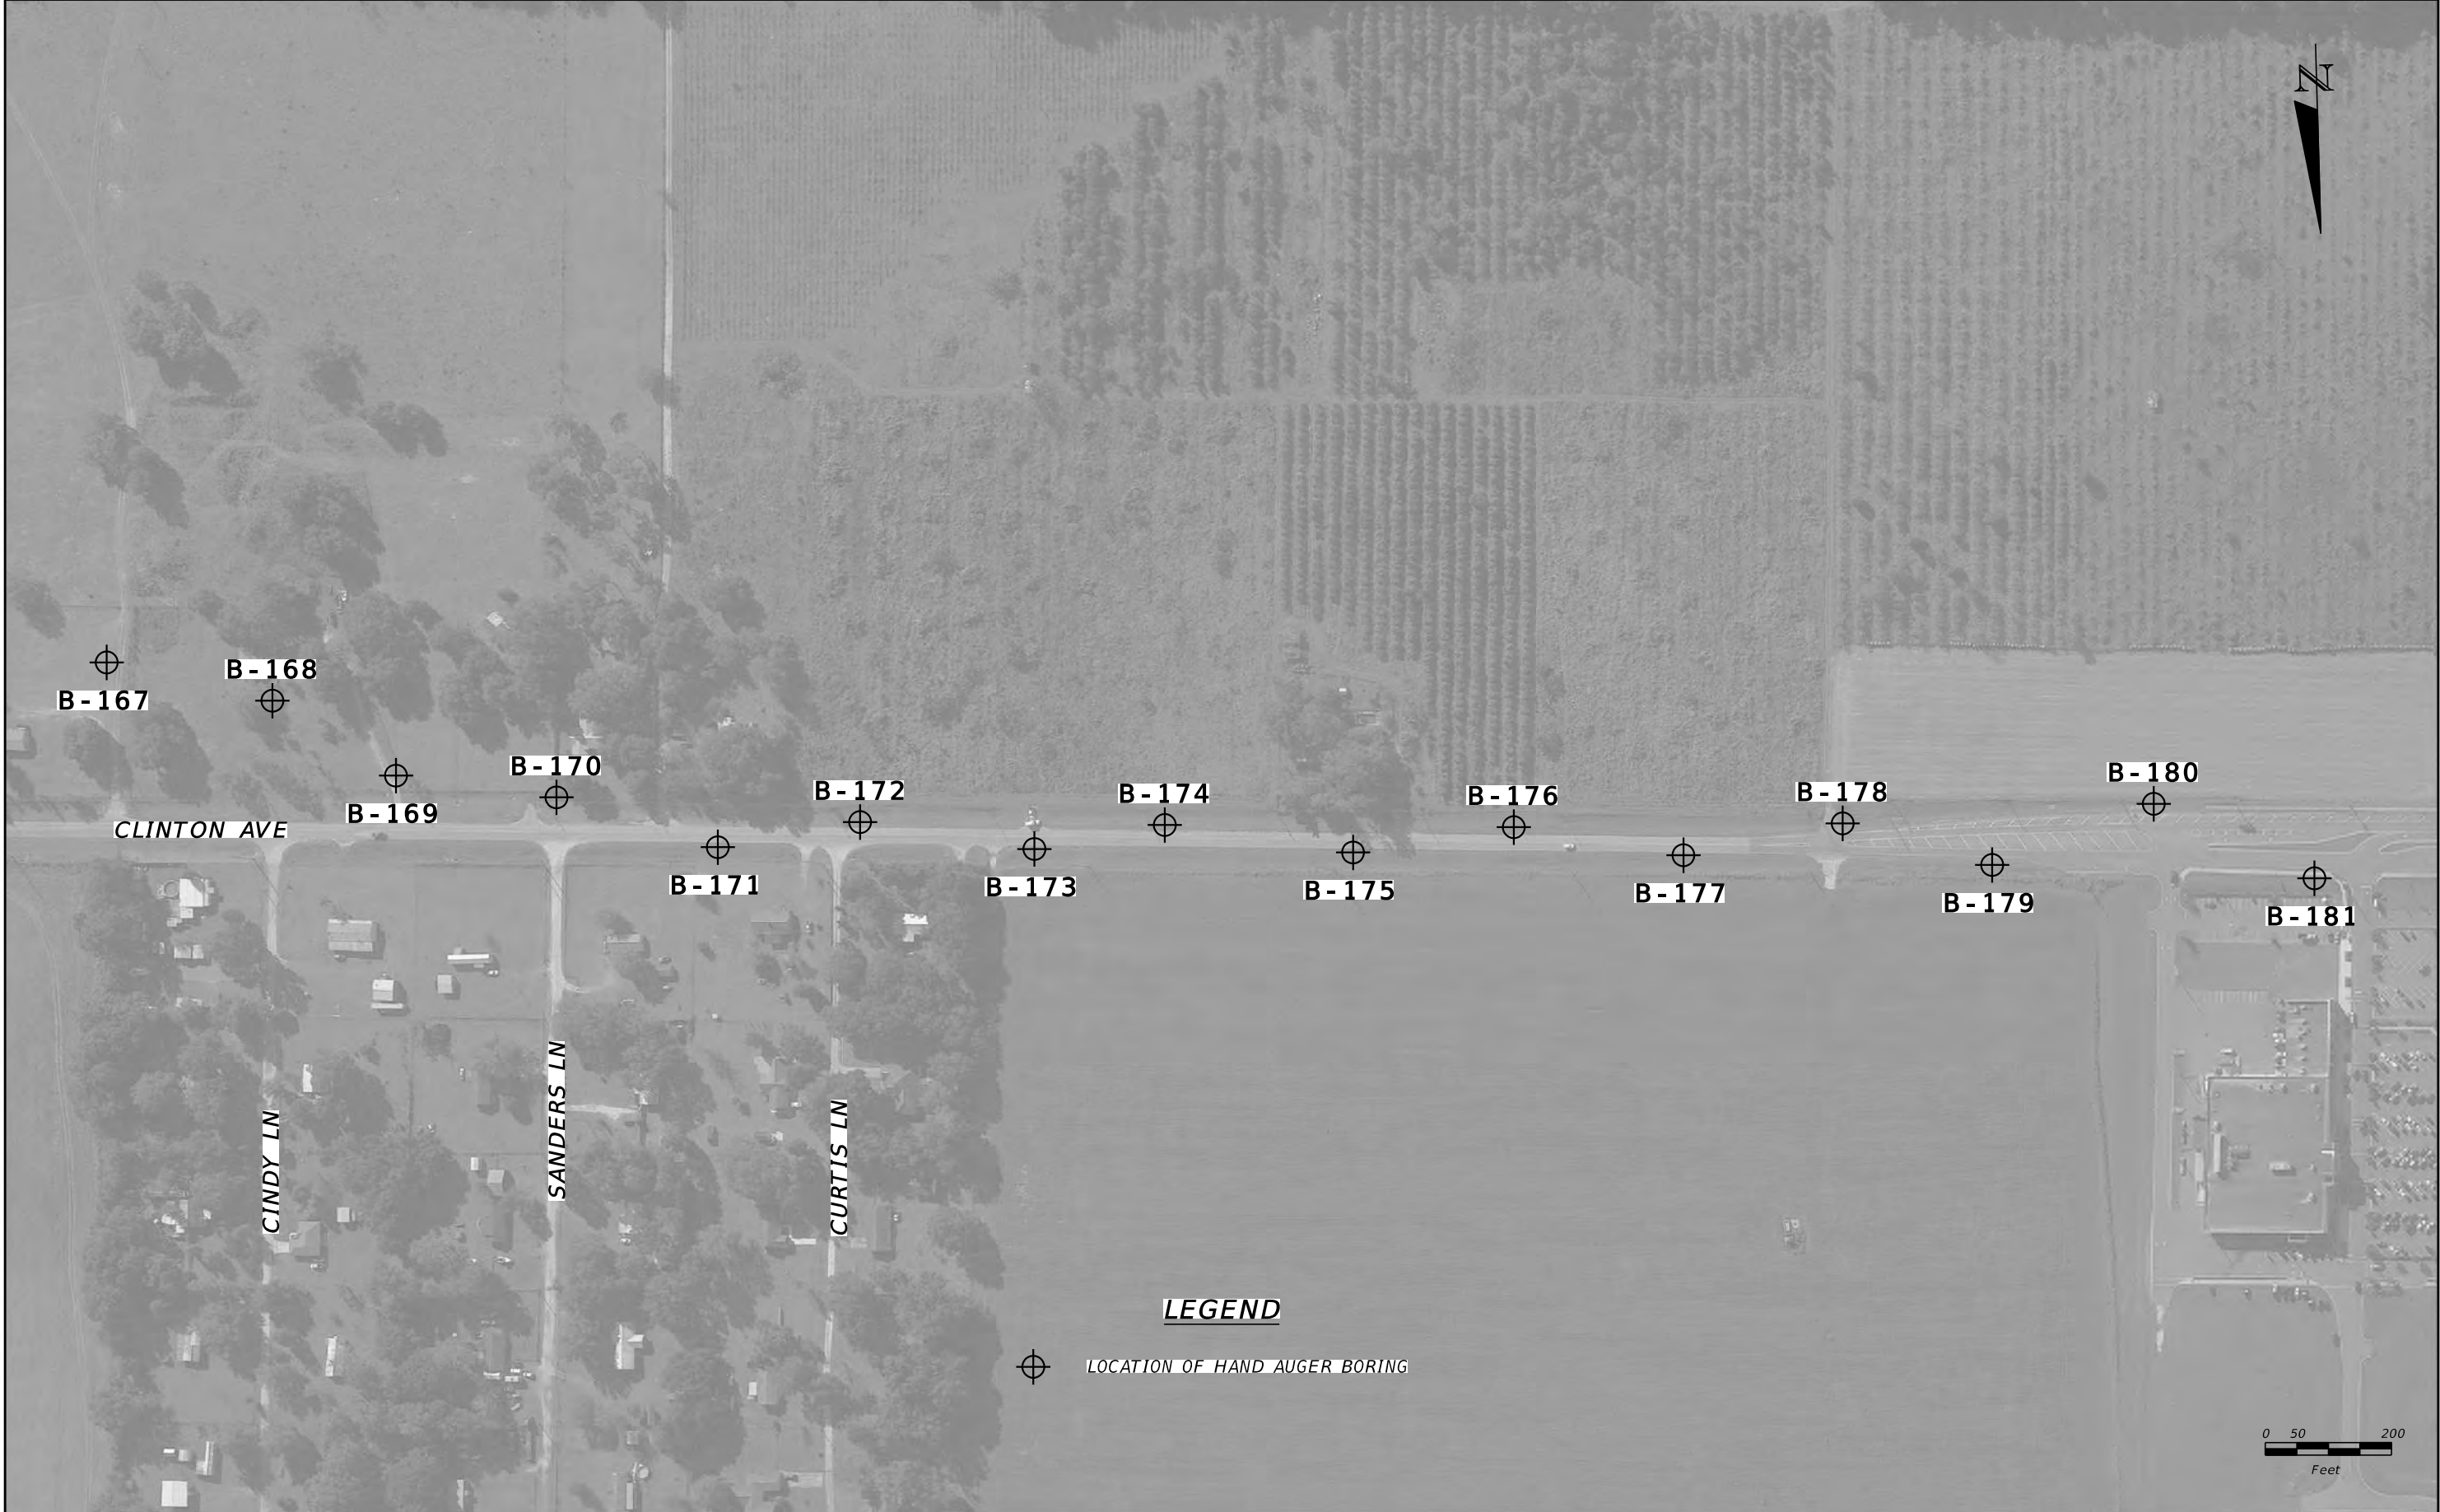 N
B-168
B-167
B-170
B-180
B-172
B-178
B-174
B-176
B-169
CLINTON AVE
B-171
B-173
B-175
B-177
B-179
B-181
SANDERS LN
CINDY LN
CURTIS LN
LEGEND
LOCATION OF HAND AUGER BORING
0 50 200
Feet